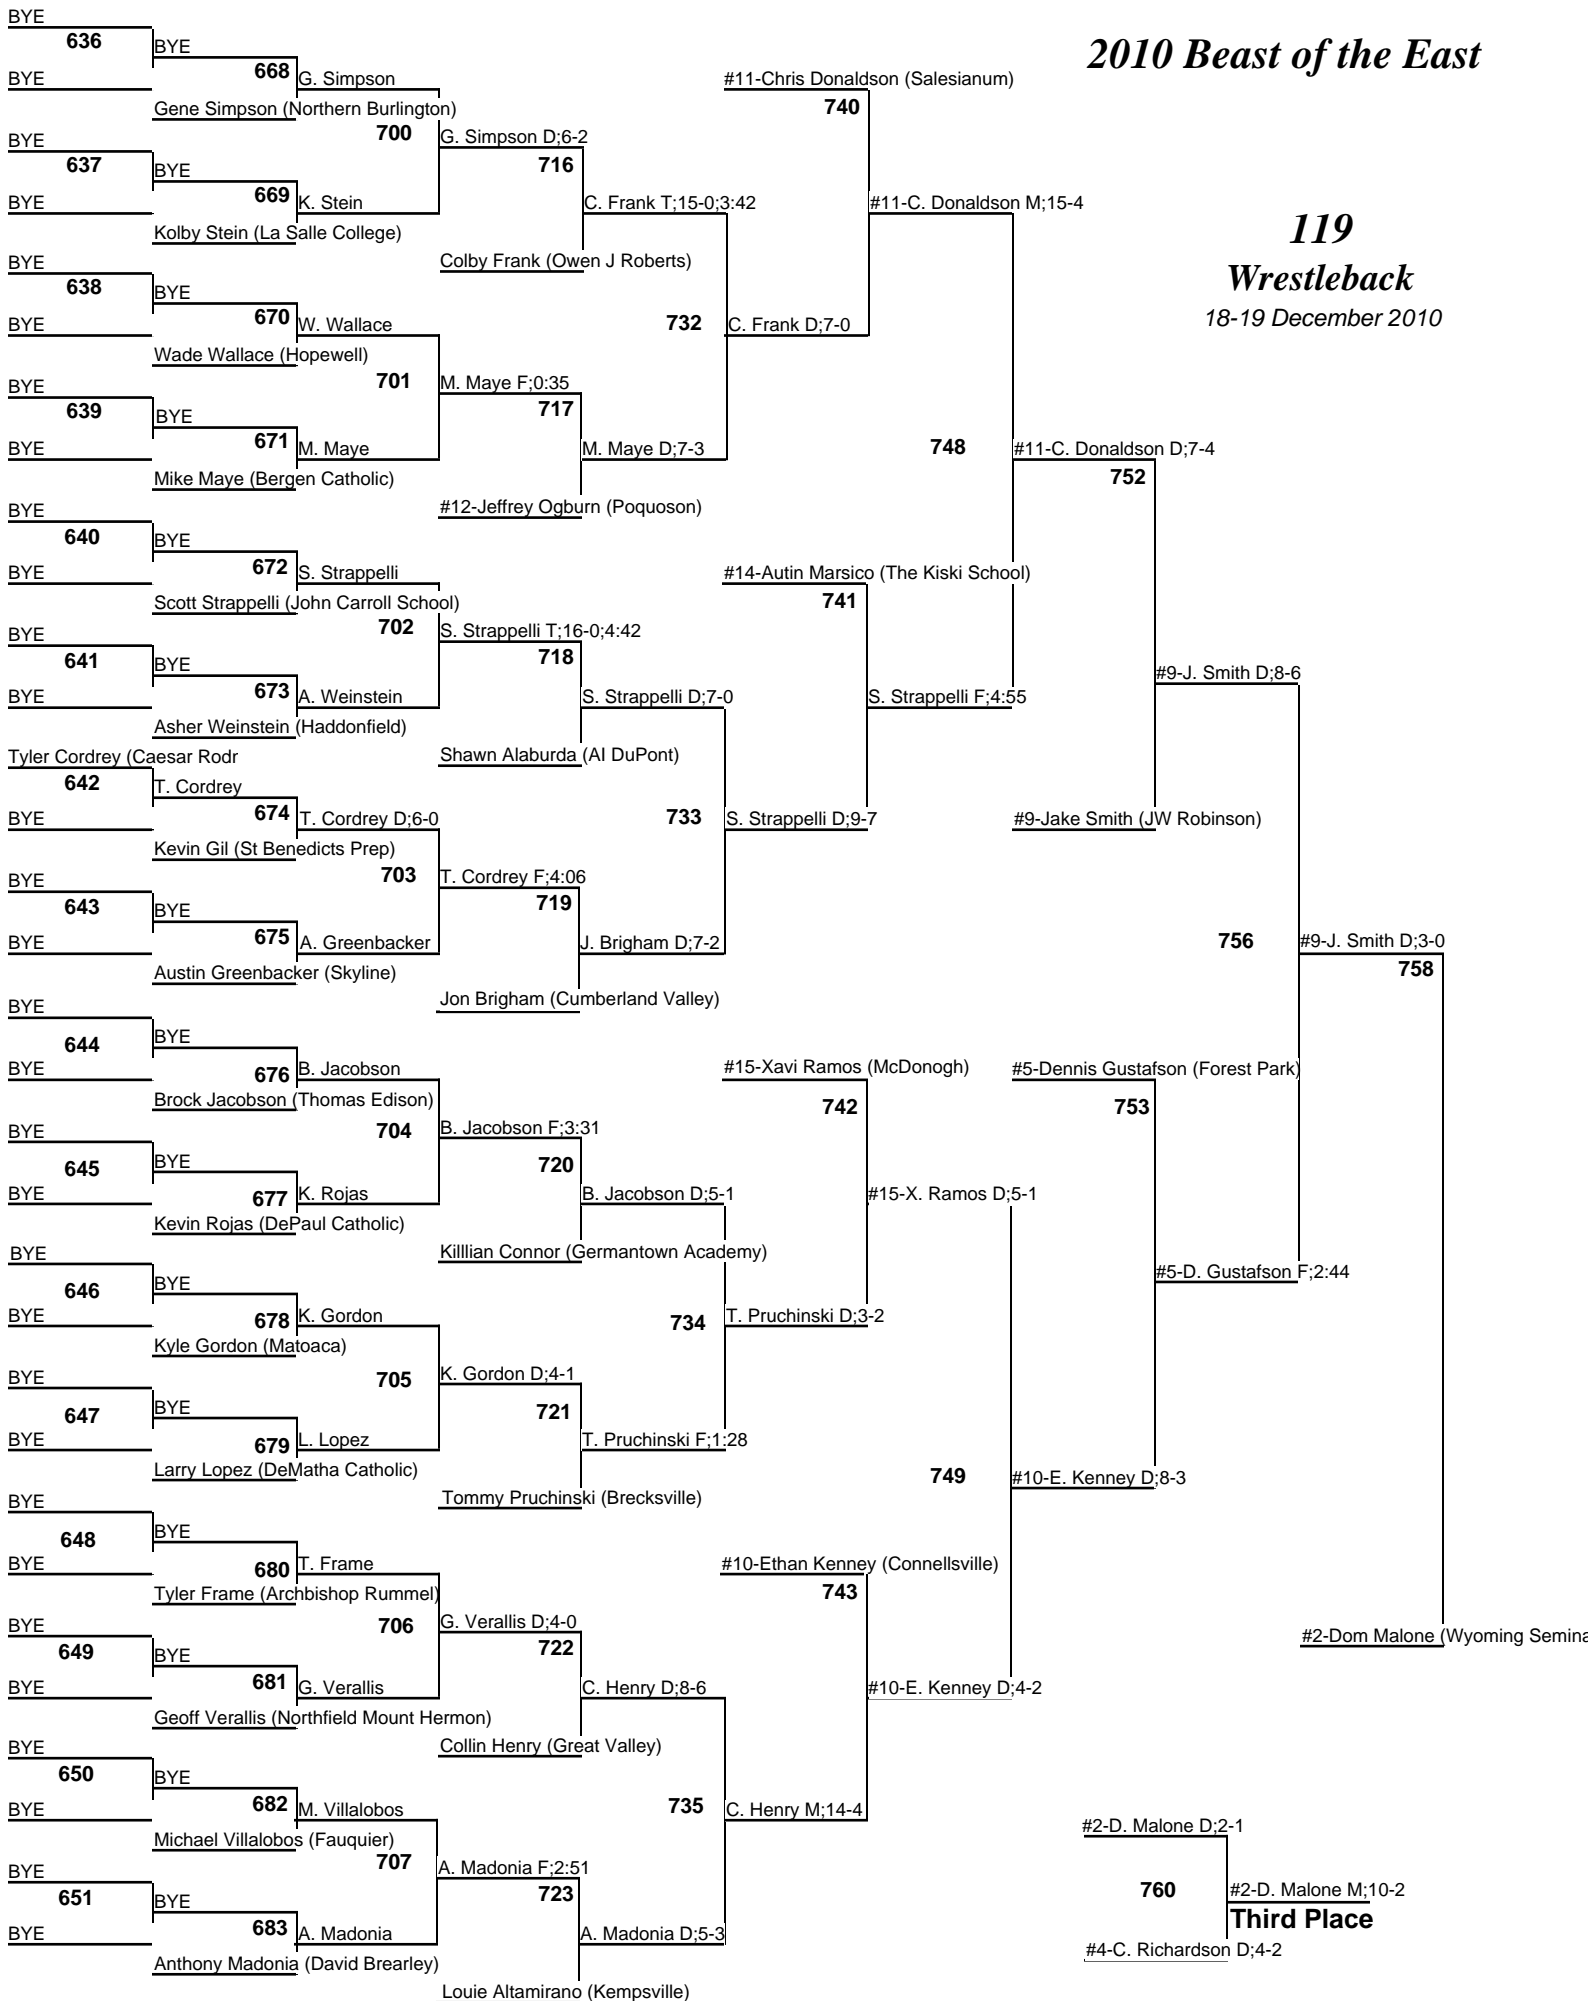 2010 Beast of the East
119
Wrestleback
18-19 December 2010
BYE
636
BYE
BYE
668
G. Simpson
Gene Simpson (Northern Burlington)
700
G. Simpson D;6-2
BYE
637
BYE
BYE
669
K. Stein
Kolby Stein (La Salle College)
716
C. Frank T;15-0;3:42
Colby Frank (Owen J Roberts)
BYE
638
BYE
BYE
670
W. Wallace
Wade Wallace (Hopewell)
701
M. Maye F;0:35
BYE
639
BYE
BYE
671
M. Maye
Mike Maye (Bergen Catholic)
717
M. Maye D;7-3
#12-Jeffrey Ogburn (Poquoson)
732
C. Frank D;7-0
#11-Chris Donaldson (Salesianum)
740
#11-C. Donaldson M;15-4
BYE
640
BYE
BYE
672
S. Strappelli
Scott Strappelli (John Carroll School)
702
S. Strappelli T;16-0;4:42
BYE
641
BYE
BYE
673
A. Weinstein
Asher Weinstein (Haddonfield)
718
S. Strappelli D;7-0
Shawn Alaburda (AI DuPont)
Tyler Cordrey (Caesar Rodr
642
T. Cordrey
BYE
674
T. Cordrey D;6-0
Kevin Gil (St Benedicts Prep)
703
T. Cordrey F;4:06
BYE
643
BYE
BYE
675
A. Greenbacker
Austin Greenbacker (Skyline)
719
J. Brigham D;7-2
Jon Brigham (Cumberland Valley)
733
S. Strappelli D;9-7
#14-Autin Marsico (The Kiski School)
741
S. Strappelli F;4:55
748
#11-C. Donaldson D;7-4
752
#9-J. Smith D;8-6
#9-Jake Smith (JW Robinson)
BYE
644
BYE
BYE
676
B. Jacobson
Brock Jacobson (Thomas Edison)
704
B. Jacobson F;3:31
BYE
645
BYE
BYE
677
K. Rojas
Kevin Rojas (DePaul Catholic)
720
B. Jacobson D;5-1
Killlian Connor (Germantown Academy)
BYE
646
BYE
BYE
678
K. Gordon
Kyle Gordon (Matoaca)
705
K. Gordon D;4-1
BYE
647
BYE
BYE
679
L. Lopez
Larry Lopez (DeMatha Catholic)
721
T. Pruchinski F;1:28
Tommy Pruchinski (Brecksville)
734
T. Pruchinski D;3-2
#15-Xavi Ramos (McDonogh)
742
#15-X. Ramos D;5-1
BYE
648
BYE
BYE
680
T. Frame
Tyler Frame (Archbishop Rummel)
706
G. Verallis D;4-0
BYE
649
BYE
BYE
681
G. Verallis
Geoff Verallis (Northfield Mount Hermon)
722
C. Henry D;8-6
Collin Henry (Great Valley)
BYE
650
BYE
BYE
682
M. Villalobos
Michael Villalobos (Fauquier)
707
A. Madonia F;2:51
BYE
651
BYE
BYE
683
A. Madonia
Anthony Madonia (David Brearley)
723
A. Madonia D;5-3
Louie Altamirano (Kempsville)
735
C. Henry M;14-4
#10-Ethan Kenney (Connellsville)
743
#10-E. Kenney D;4-2
749
#10-E. Kenney D;8-3
#5-Dennis Gustafson (Forest Park)
753
#5-D. Gustafson F;2:44
756
#9-J. Smith D;3-0
758
#2-Dom Malone (Wyoming Semina
#2-D. Malone D;2-1
760
#2-D. Malone M;10-2
Third Place
#4-C. Richardson D;4-2